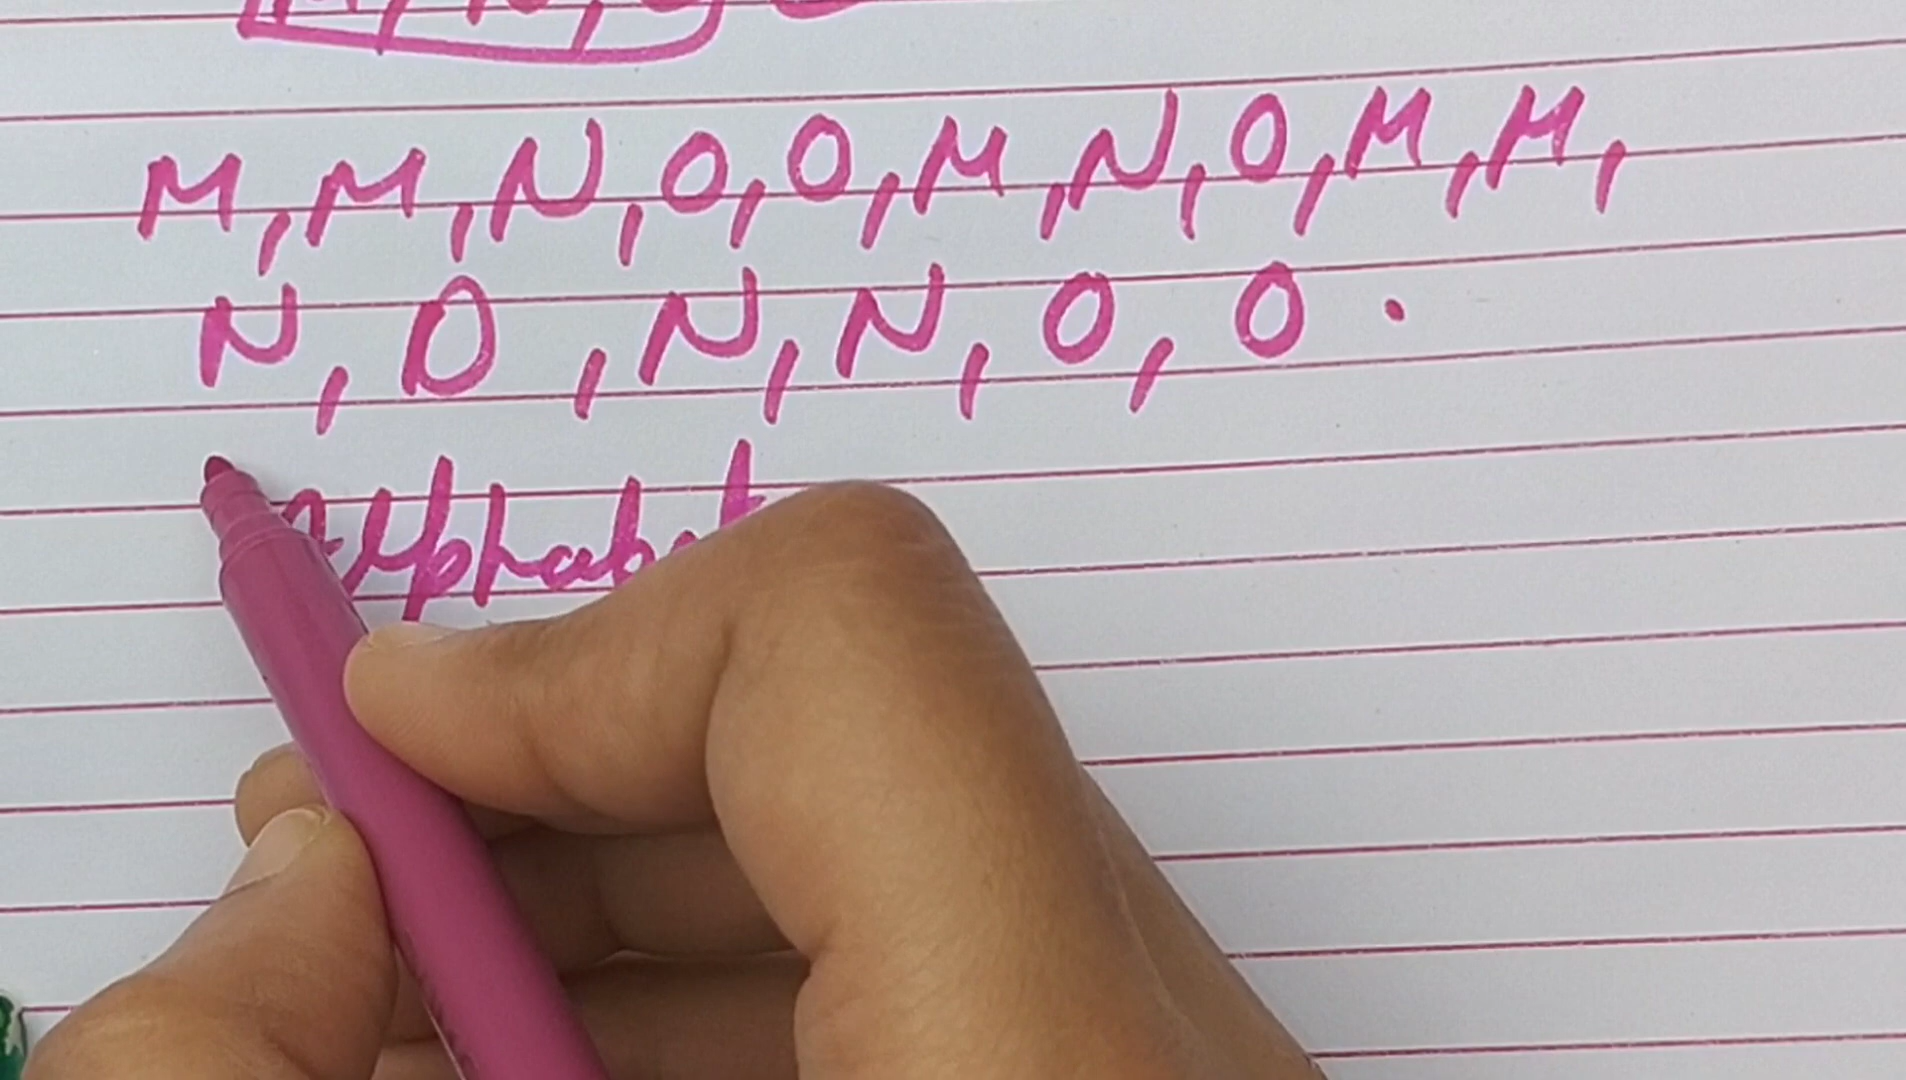 M, M, N, O, O, M, N, O, M, M,
N, O, N, N, O, O.